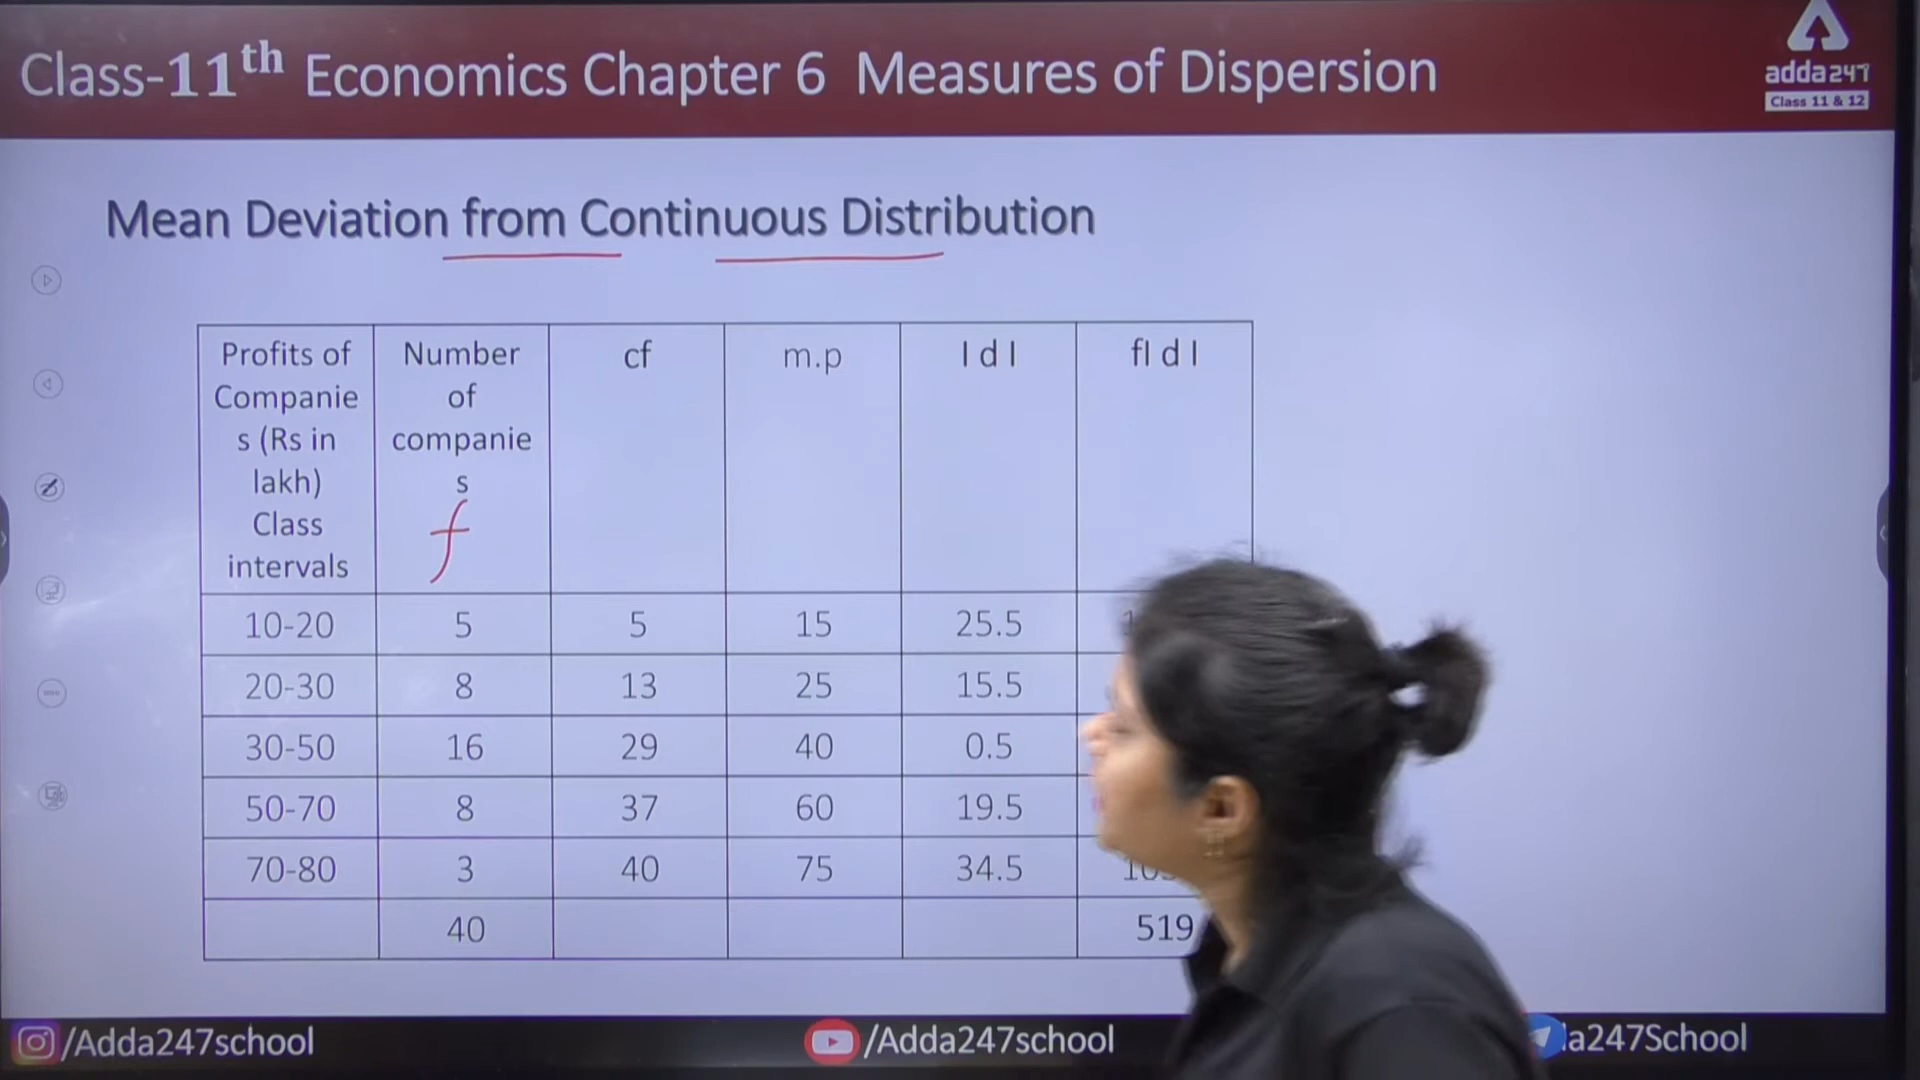 Class-11th Economics Chapter 6 Measures of Dispersion
adda247
Class 11 & 12
Mean Deviation from Continuous Distribution
Profits of
Companie
s (Rs in
lakh)
Class
intervals
Number
of
companie
s
f
cf
m.p
l d l
fl d l
10-20 5 5 15 25.5
20-30 8 13 25 15.5
30-50 16 29 40 0.5
50-70 8 37 60 19.5
70-80 3 40 75 34.5
40 519
/Adda247school
/Adda247school
a247School